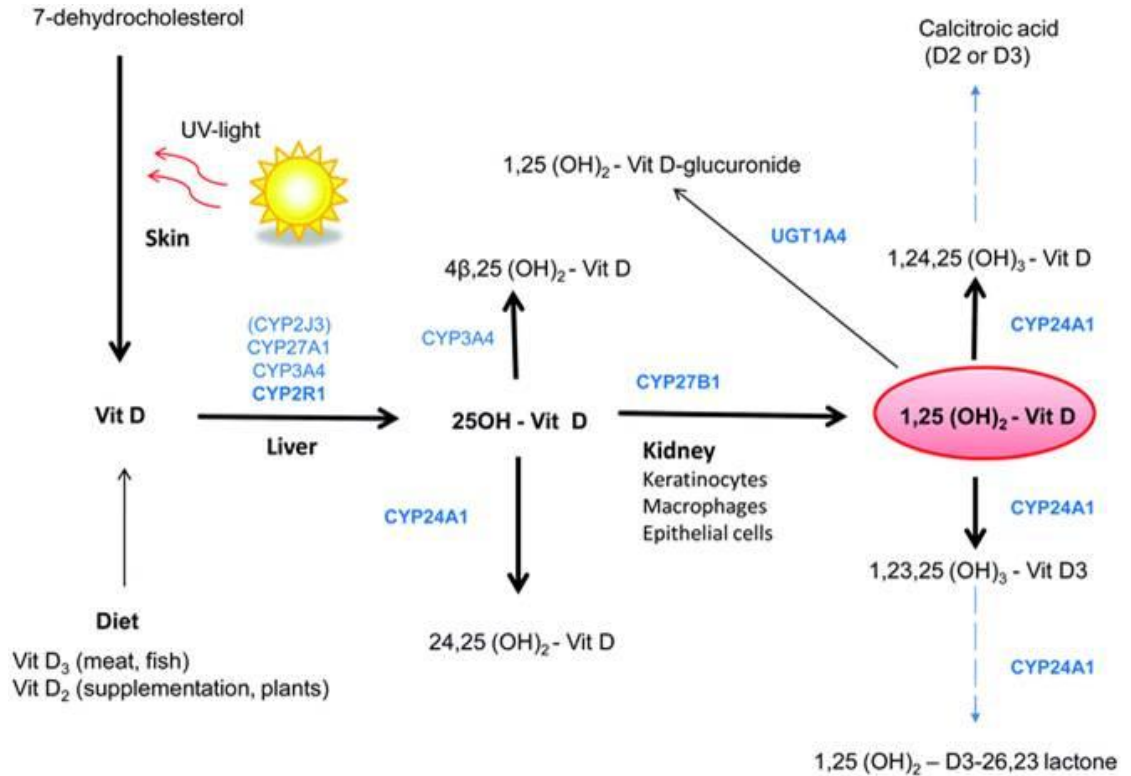 7-dehydrocholesterol
UV-light
Skin
Vit D
Diet
Vit D₃ (meat, fish)
Vit D₂ (supplementation, plants)
(CYP2J3)
CYP27A1
CYP3A4
CYP2R1
Liver
25OH - Vit D
CYP3A4
4β,25 (OH)₂ - Vit D
CYP24A1
24,25 (OH)₂ - Vit D
CYP27B1
Kidney
Keratinocytes
Macrophages
Epithelial cells
1,25 (OH)₂ - Vit D
UGT1A4
1,25 (OH)₂ - Vit D-glucuronide
CYP24A1
1,24,25 (OH)₃ - Vit D
Calcitroic acid
(D2 or D3)
CYP24A1
1,23,25 (OH)₃ - Vit D3
CYP24A1
1,25 (OH)₂ – D3-26,23 lactone